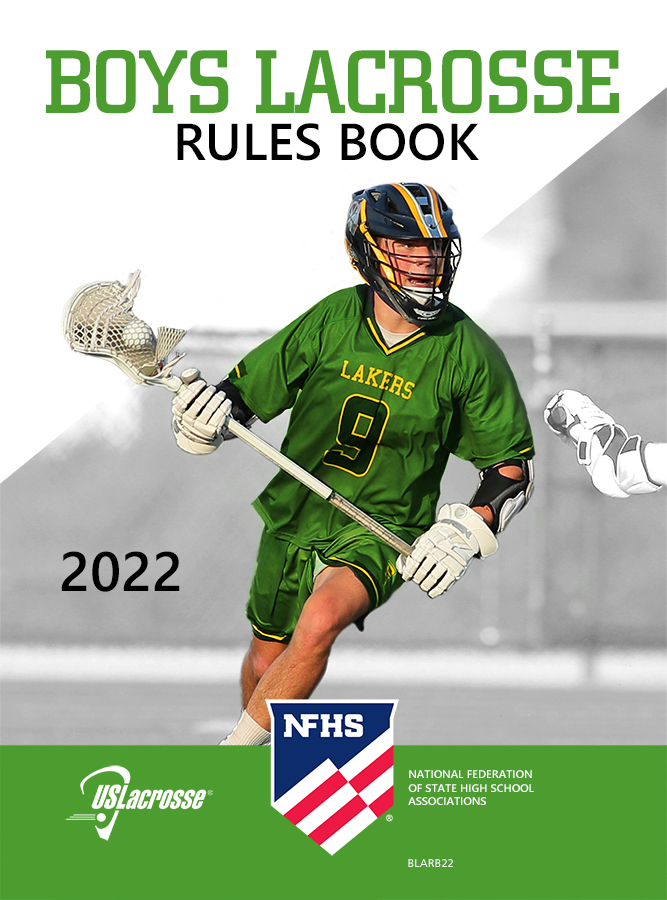 BOYS LACROSSE
RULES BOOK
LAKERS
9
2022
NFHS
USLacrosse®
NATIONAL FEDERATION
OF STATE HIGH SCHOOL
ASSOCIATIONS
®
BLARB22